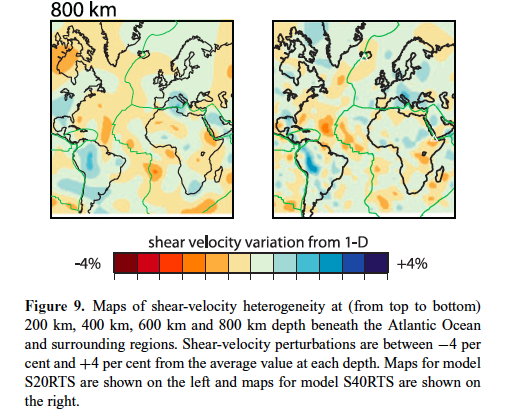 800 km
shear velocity variation from 1-D
-4% +4%
Figure 9. Maps of shear-velocity heterogeneity at (from top to bottom)
200 km, 400 km, 600 km and 800 km depth beneath the Atlantic Ocean
and surrounding regions. Shear-velocity perturbations are between −4 per
cent and +4 per cent from the average value at each depth. Maps for model
S20RTS are shown on the left and maps for model S40RTS are shown on
the right.